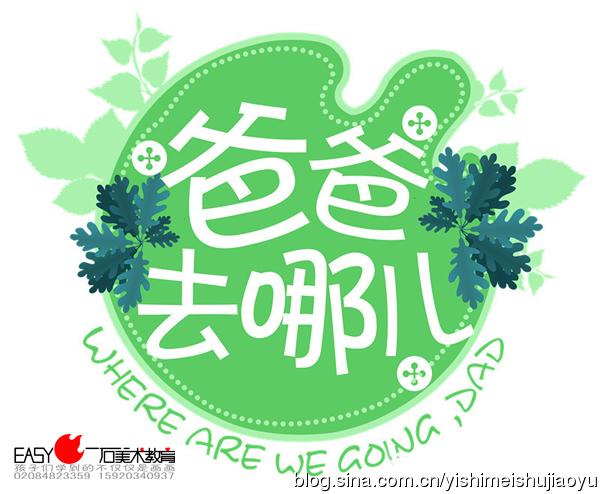 爸爸
去哪儿
WHERE ARE WE GOING ,DAD
EASY 一石美术教育
孩子们学到的不仅仅是画画
02084823359 15920340937
blog.sina.com.cn/yishimeishujiaoyu